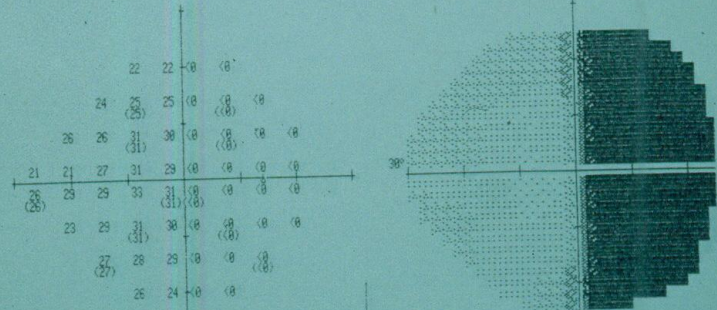 22 22 <0 <0
24 25 25 <0 <0 <0
(25) (<0)
26 26 31 30 <0 <0 <0 <0
(31) (<0)
21 21 27 31 29 <0 <0 <0 <0
30°
26 29 29 33 31 <0 <0 <0 <0
(26) (31) (<0)
23 29 31 30 <0 <0 <0 <0
(31) (<0)
27 28 29 <0 <0 <0
(27) (<0)
26 24 <0 <0